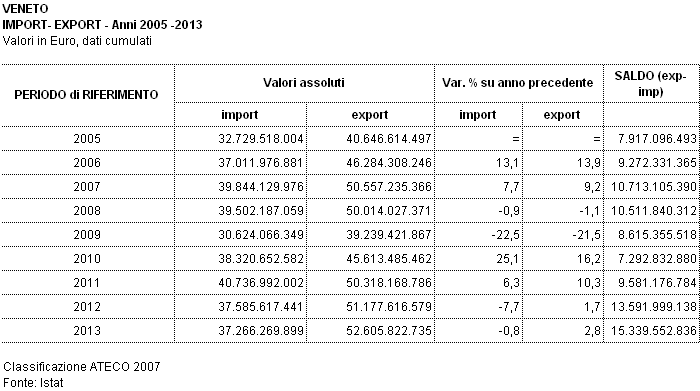 VENETO
IMPORT- EXPORT - Anni 2005 -2013
Valori in Euro, dati cumulati
PERIODO di RIFERIMENTO Valori assoluti Var. % su anno precedente SALDO (exp-
imp)
import export import export
2005 32.729.518.004 40.646.614.497 = = 7.917.096.493
2006 37.011.976.881 46.284.308.246 13,1 13,9 9.272.331.365
2007 39.844.129.976 50.557.235.366 7,7 9,2 10.713.105.390
2008 39.502.187.059 50.014.027.371 -0,9 -1,1 10.511.840.312
2009 30.624.066.349 39.239.421.867 -22,5 -21,5 8.615.355.518
2010 38.320.652.582 45.613.485.462 25,1 16,2 7.292.832.880
2011 40.736.992.002 50.318.168.786 6,3 10,3 9.581.176.784
2012 37.585.617.441 51.177.616.579 -7,7 1,7 13.591.999.138
2013 37.266.269.899 52.605.822.735 -0,8 2,8 15.339.552.836
Classificazione ATECO 2007
Fonte: Istat